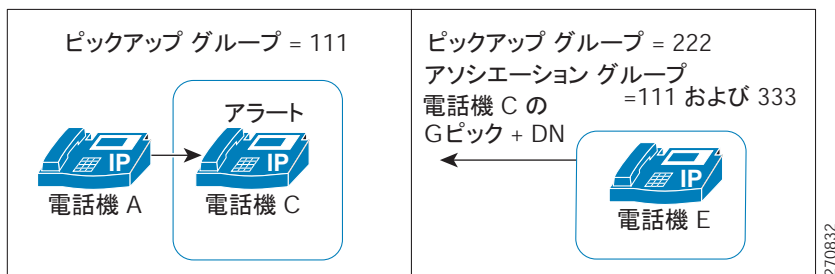 ピックアップ グループ = 111
アラート
IP
IP
電話機 A
電話機 C
ピックアップ グループ = 222
アソシエーション グループ
=111 および 333
電話機 C の
Gピック + DN
IP
電話機 E
270832